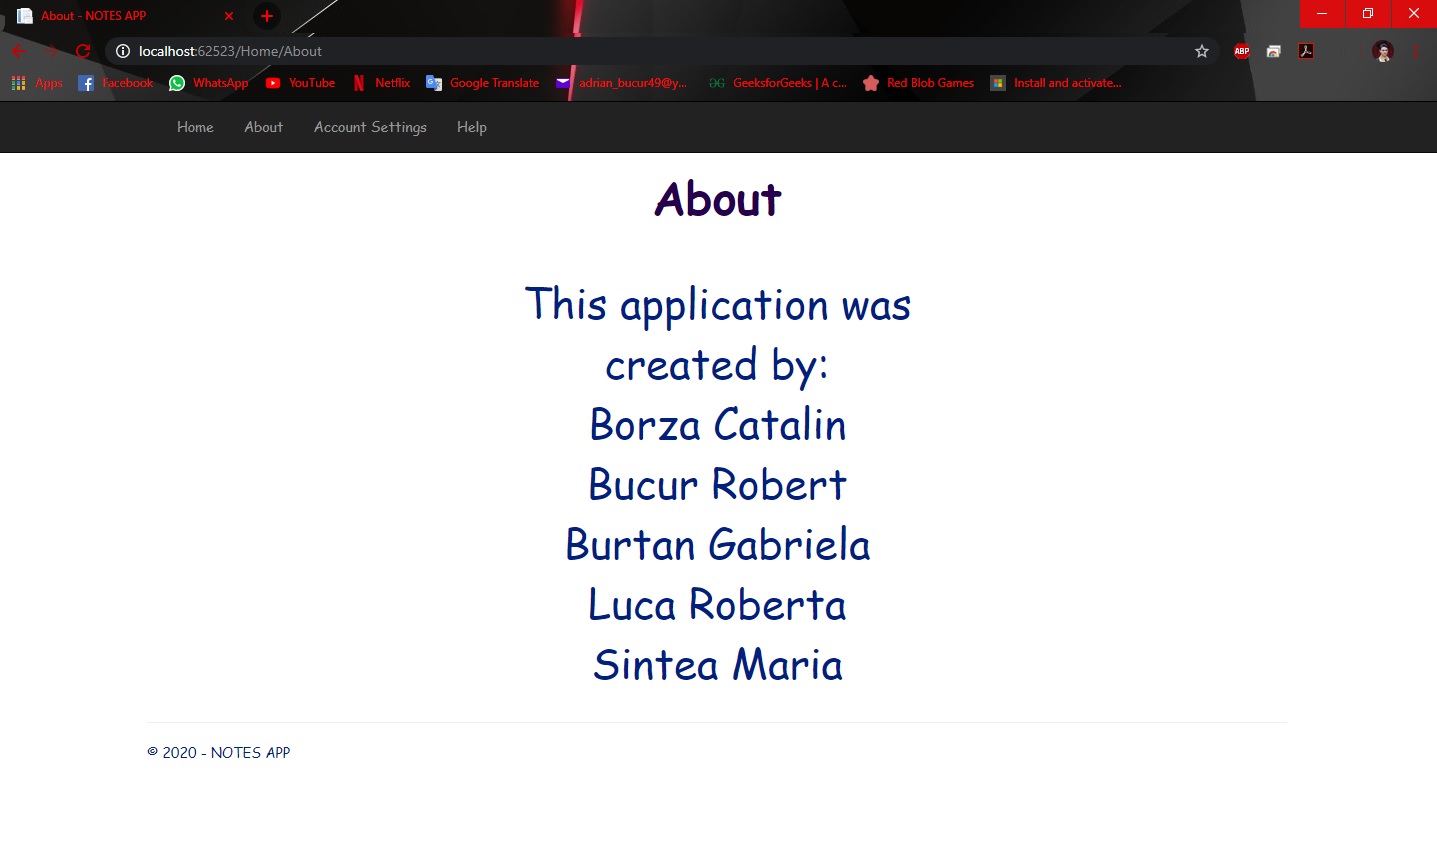 About - NOTES APP
localhost:62523/Home/About
ABP
Apps Facebook WhatsApp YouTube Netflix Google Translate adrian_bucur49@y... GeeksforGeeks | A c... Red Blob Games Install and activate...
Home About Account Settings Help
About
This application was
created by:
Borza Catalin
Bucur Robert
Burtan Gabriela
Luca Roberta
Sintea Maria
© 2020 - NOTES APP